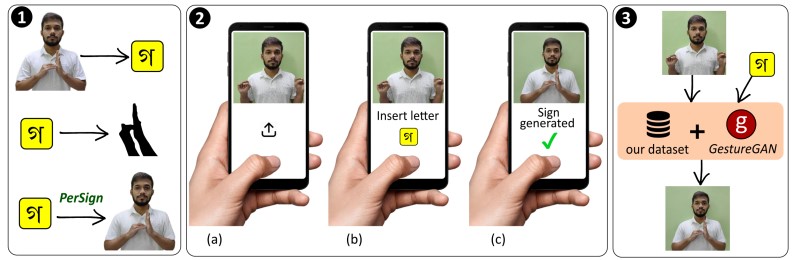 1
গ
গ
PerSign
গ
2
Insert letter
গ
Sign
generated
(a)
(b)
(c)
3
গ
+
g
our dataset
GestureGAN